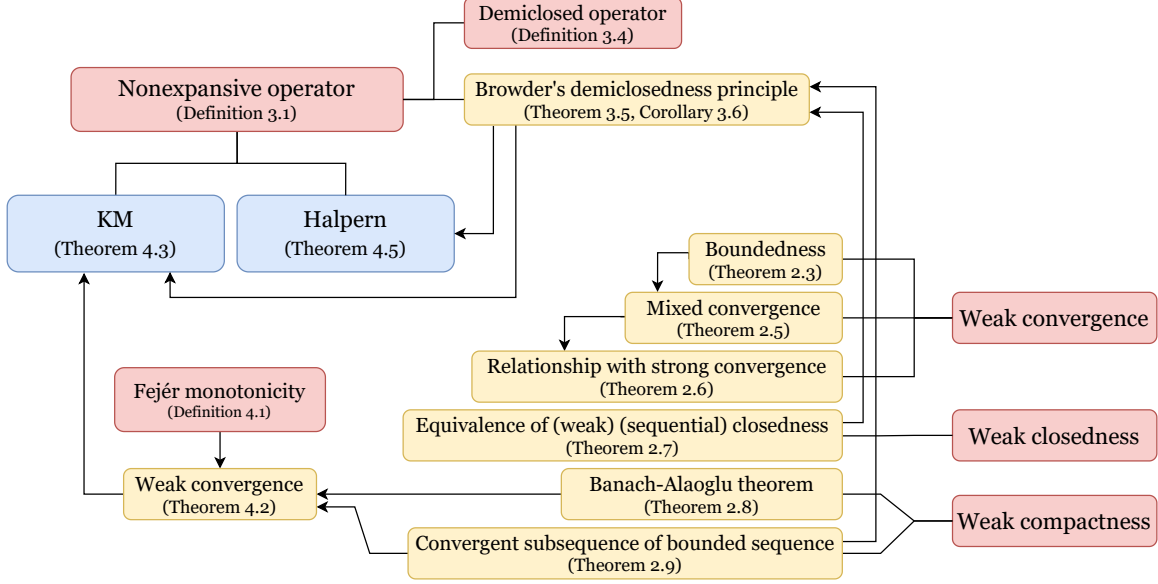 Demiclosed operator
(Definition 3.4)
Nonexpansive operator
(Definition 3.1)
Browder's demiclosedness principle
(Theorem 3.5, Corollary 3.6)
KM
(Theorem 4.3)
Halpern
(Theorem 4.5)
Boundedness
(Theorem 2.3)
Mixed convergence
(Theorem 2.5)
Weak convergence
Relationship with strong convergence
(Theorem 2.6)
Fejér monotonicity
(Definition 4.1)
Equivalence of (weak) (sequential) closedness
(Theorem 2.7)
Weak closedness
Weak convergence
(Theorem 4.2)
Banach-Alaoglu theorem
(Theorem 2.8)
Weak compactness
Convergent subsequence of bounded sequence
(Theorem 2.9)